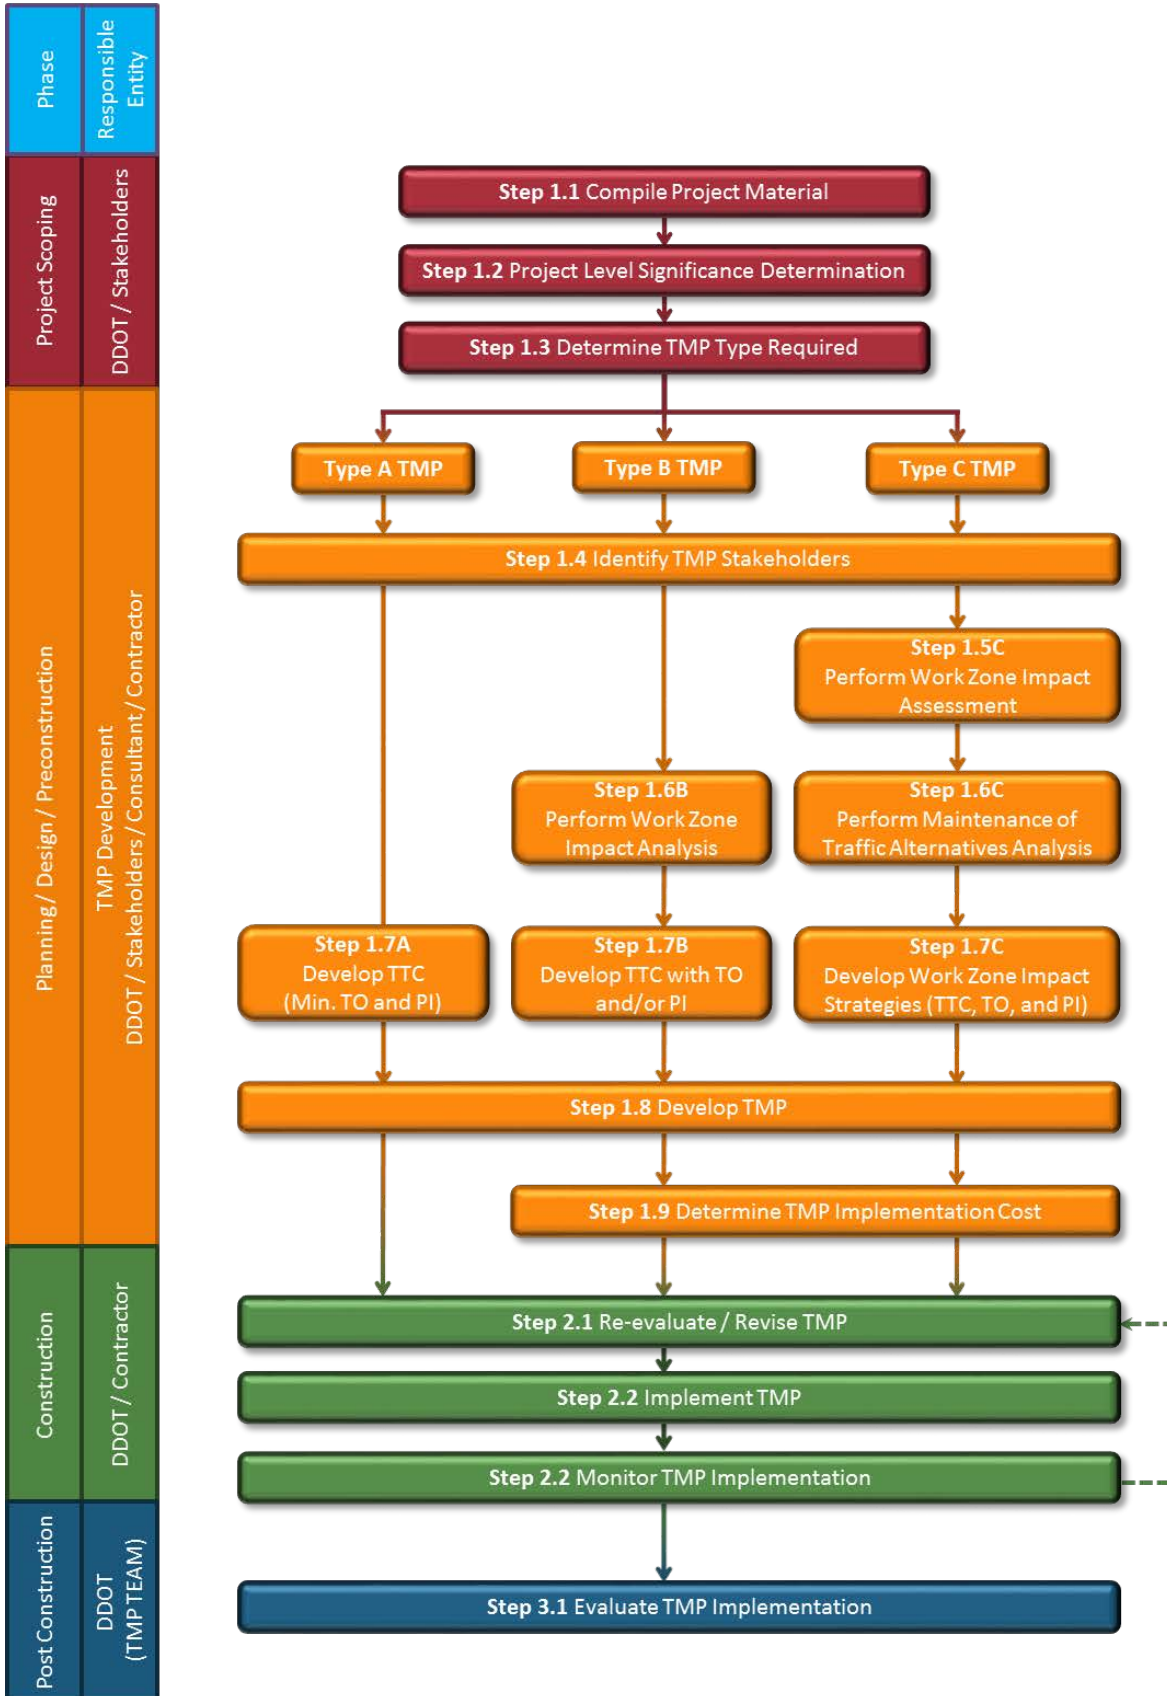 Phase
Responsible
Entity
Project Scoping
DDOT / Stakeholders
Step 1.1 Compile Project Material
Step 1.2 Project Level Significance Determination
Step 1.3 Determine TMP Type Required
Planning / Design / Preconstruction
TMP Development
DDOT / Stakeholders / Consultant / Contractor
Type A TMP
Type B TMP
Type C TMP
Step 1.4 Identify TMP Stakeholders
Step 1.5C
Perform Work Zone Impact
Assessment
Step 1.6B
Perform Work Zone
Impact Analysis
Step 1.6C
Perform Maintenance of
Traffic Alternatives Analysis
Step 1.7A
Develop TTC
(Min. TO and PI)
Step 1.7B
Develop TTC with TO
and/or PI
Step 1.7C
Develop Work Zone Impact
Strategies (TTC, TO, and PI)
Step 1.8 Develop TMP
Step 1.9 Determine TMP Implementation Cost
Construction
DDOT / Contractor
Step 2.1 Re-evaluate / Revise TMP
Step 2.2 Implement TMP
Step 2.2 Monitor TMP Implementation
Post Construction
DDOT
(TMP TEAM)
Step 3.1 Evaluate TMP Implementation